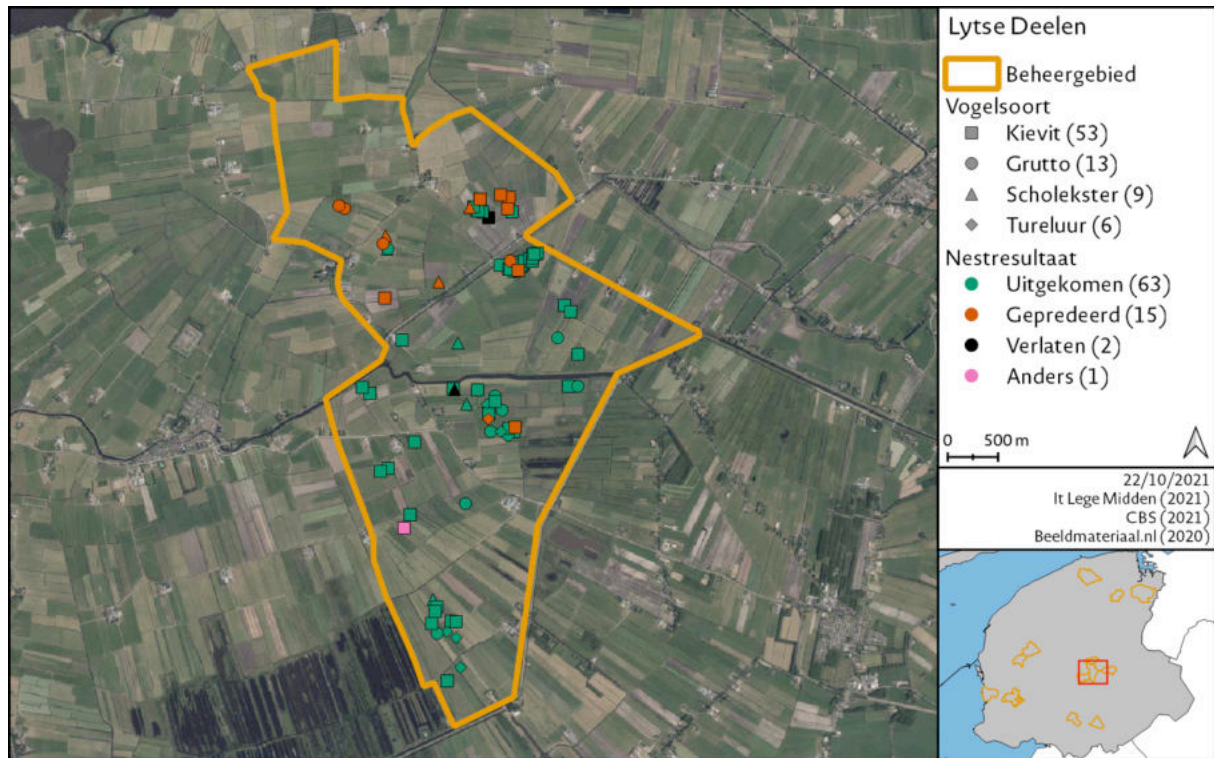 Lytse Deelen
Beheergebied
Vogelsoort
Kievit (53)
Grutto (13)
Scholekster (9)
Tureluur (6)
Nestresultaat
Uitgekomen (63)
Gepredeerd (15)
Verlaten (2)
Anders (1)
0 500 m
22/10/2021
It Lege Midden (2021)
CBS (2021)
Beeldmateriaal.nl (2020)